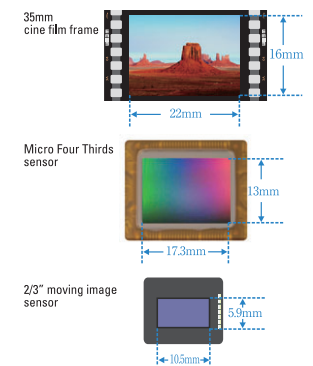 35mm
cine film frame
16mm
22mm
Micro Four Thirds
sensor
13mm
17.3mm
2/3" moving image
sensor
5.9mm
10.5mm